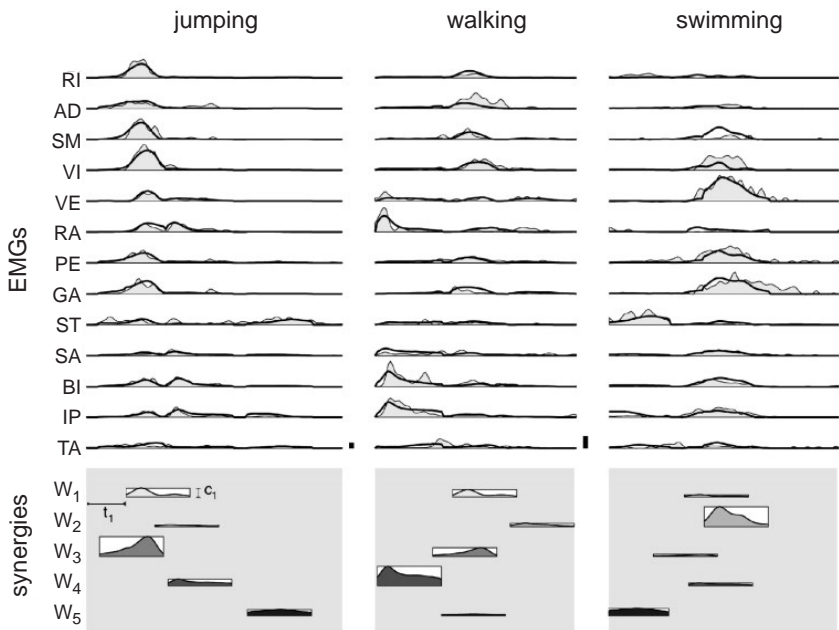 jumping walking swimming
EMGs
RI
AD
SM
VI
VE
RA
PE
GA
ST
SA
BI
IP
TA
synergies
W1
c1
t1
W2
W3
W4
W5